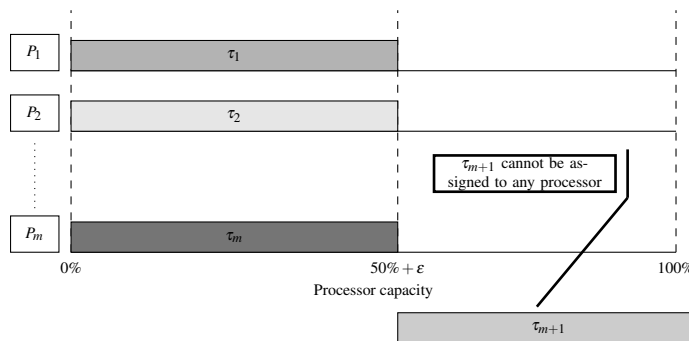 P1
τ1
P2
τ2
τm+1 cannot be as-
signed to any processor
Pm
τm
0%
50% + ε
100%
Processor capacity
τm+1